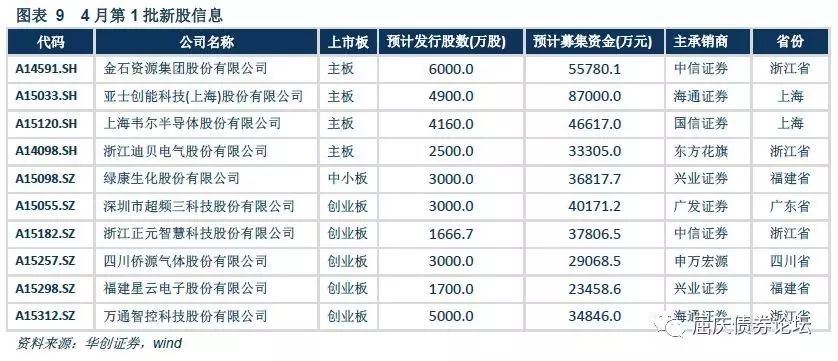 图表 9 4 月第 1 批新股信息
代码 公司名称 上市板 预计发行股数(万股) 预计募集资金(万元) 主承销商 省份
A14591.SH 金石资源集团股份有限公司 主板 6000.0 55780.1 中信证券 浙江省
A15033.SH 亚士创能科技(上海)股份有限公司 主板 4900.0 87000.0 海通证券 上海
A15120.SH 上海韦尔半导体股份有限公司 主板 4160.0 46617.0 国信证券 上海
A14098.SH 浙江迪贝电气股份有限公司 主板 2500.0 33305.0 东方花旗 浙江省
A15098.SZ 绿康生化股份有限公司 中小板 3000.0 36817.7 兴业证券 福建省
A15055.SZ 深圳市超频三科技股份有限公司 创业板 3000.0 40171.2 广发证券 广东省
A15182.SZ 浙江正元智慧科技股份有限公司 创业板 1666.7 37806.5 中信证券 浙江省
A15257.SZ 四川侨源气体股份有限公司 创业板 3000.0 29068.5 申万宏源 四川省
A15298.SZ 福建星云电子股份有限公司 创业板 1700.0 23458.6 兴业证券 福建省
A15312.SZ 万通智控科技股份有限公司 创业板 5000.0 34846.0 海通证券 浙江省
屈庆债券论坛
资料来源：华创证券，wind